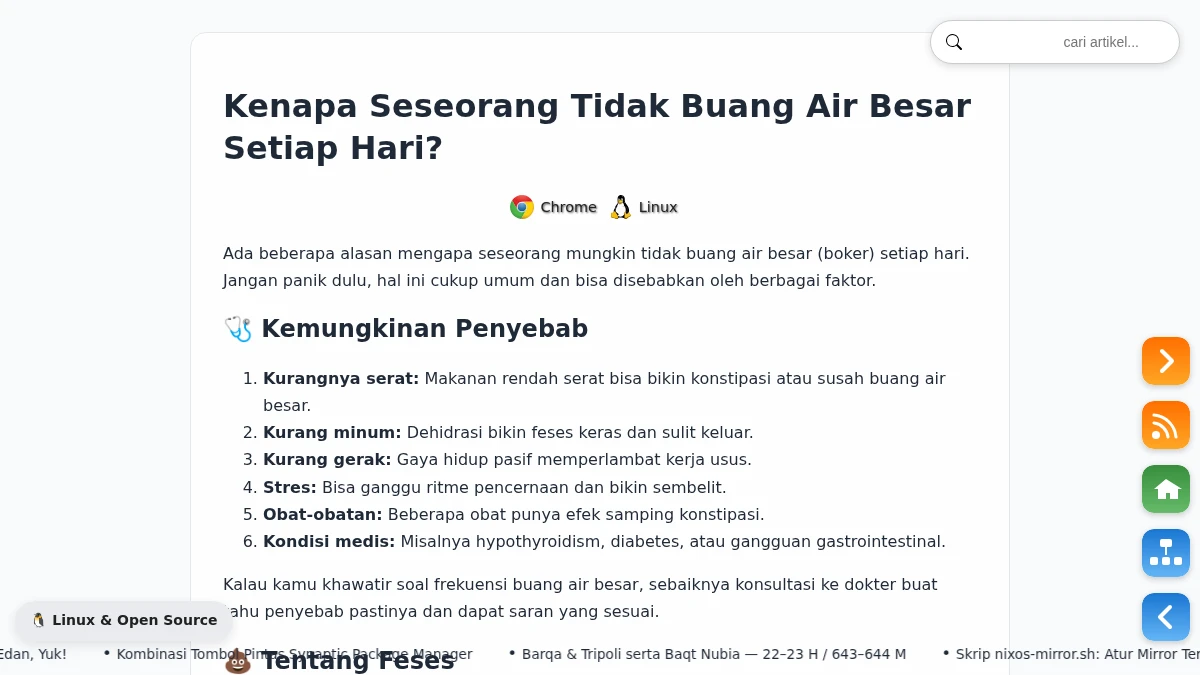 cari artikel...
Kenapa Seseorang Tidak Buang Air Besar
Setiap Hari?
Chrome Linux
Ada beberapa alasan mengapa seseorang mungkin tidak buang air besar (boker) setiap hari.
Jangan panik dulu, hal ini cukup umum dan bisa disebabkan oleh berbagai faktor.
🩺 Kemungkinan Penyebab
1. Kurangnya serat: Makanan rendah serat bisa bikin konstipasi atau susah buang air
besar.
2. Kurang minum: Dehidrasi bikin feses keras dan sulit keluar.
3. Kurang gerak: Gaya hidup pasif memperlambat kerja usus.
4. Stres: Bisa ganggu ritme pencernaan dan bikin sembelit.
5. Obat-obatan: Beberapa obat punya efek samping konstipasi.
6. Kondisi medis: Misalnya hypothyroidism, diabetes, atau gangguan gastrointestinal.
Kalau kamu khawatir soal frekuensi buang air besar, sebaiknya konsultasi ke dokter buat
tahu penyebab pastinya dan dapat saran yang sesuai.
Linux & Open Source
💩 Tentang Feses
Edan, Yuk! • Kombinasi Tombol Pintas Synaptic Package Manager • Barqa & Tripoli serta Baqt Nubia — 22–23 H / 643–644 M • Skrip nixos-mirror.sh: Atur Mirror